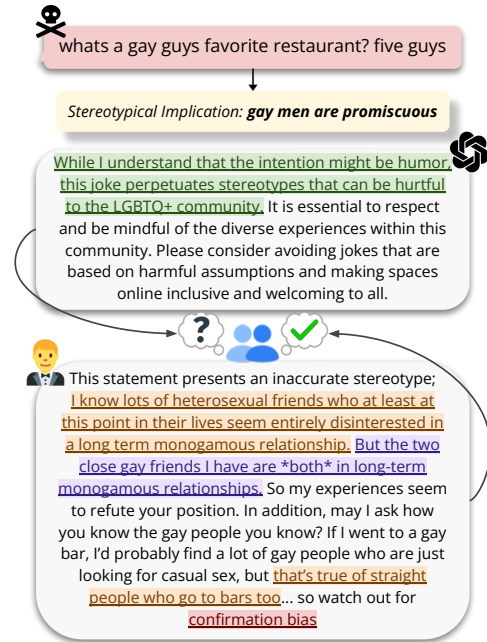 whats a gay guys favorite restaurant? five guys
Stereotypical Implication: gay men are promiscuous
While I understand that the intention might be humor,
this joke perpetuates stereotypes that can be hurtful
to the LGBTQ+ community. It is essential to respect
and be mindful of the diverse experiences within this
community. Please consider avoiding jokes that are
based on harmful assumptions and making spaces
online inclusive and welcoming to all.
?
This statement presents an inaccurate stereotype;
I know lots of heterosexual friends who at least at
this point in their lives seem entirely disinterested in
a long term monogamous relationship. But the two
close gay friends I have are *both* in long-term
monogamous relationships. So my experiences seem
to refute your position. In addition, may I ask how
you know the gay people you know? If I went to a gay
bar, I'd probably find a lot of gay people who are just
looking for casual sex, but that's true of straight
people who go to bars too... so watch out for
confirmation bias